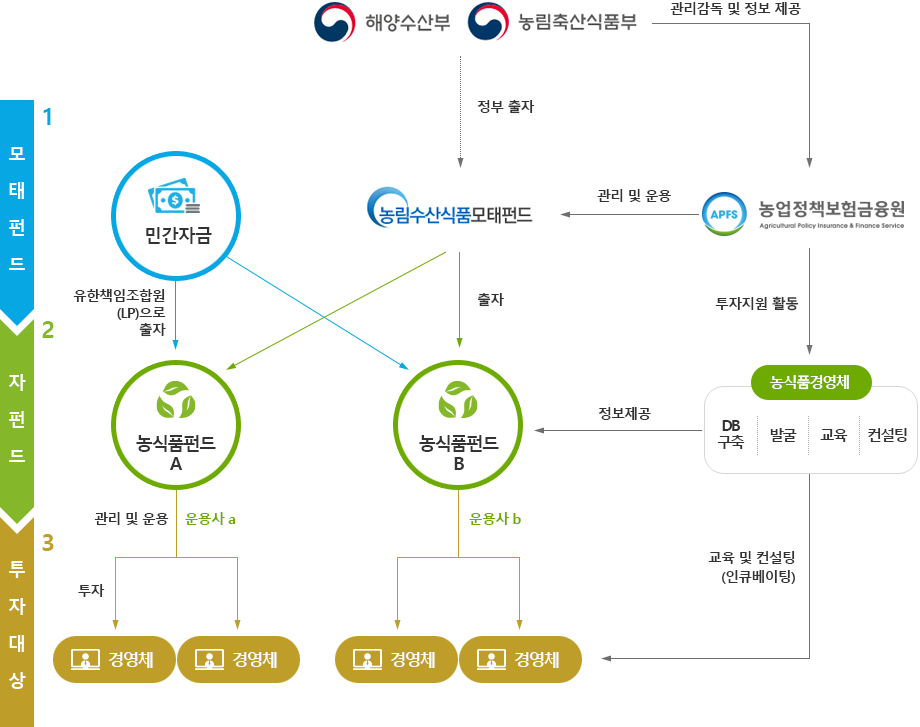 해양수산부
농림축산식품부
관리감독 및 정보 제공
정부 출자
1
모
태
펀
드
민간자금
농림수산식품모태펀드
관리 및 운용
APFS
농업정책보험금융원
Agricultural Policy Insurance & Finance Service
유한책임조합원
(LP)으로
출자
출자
투자지원 활동
2
자
펀
드
농식품펀드
A
농식품펀드
B
정보제공
농식품경영체
DB
구축
발굴
교육
컨설팅
관리 및 운용
운용사 a
운용사 b
3
투
자
대
상
투자
교육 및 컨설팅
(인큐베이팅)
경영체
경영체
경영체
경영체